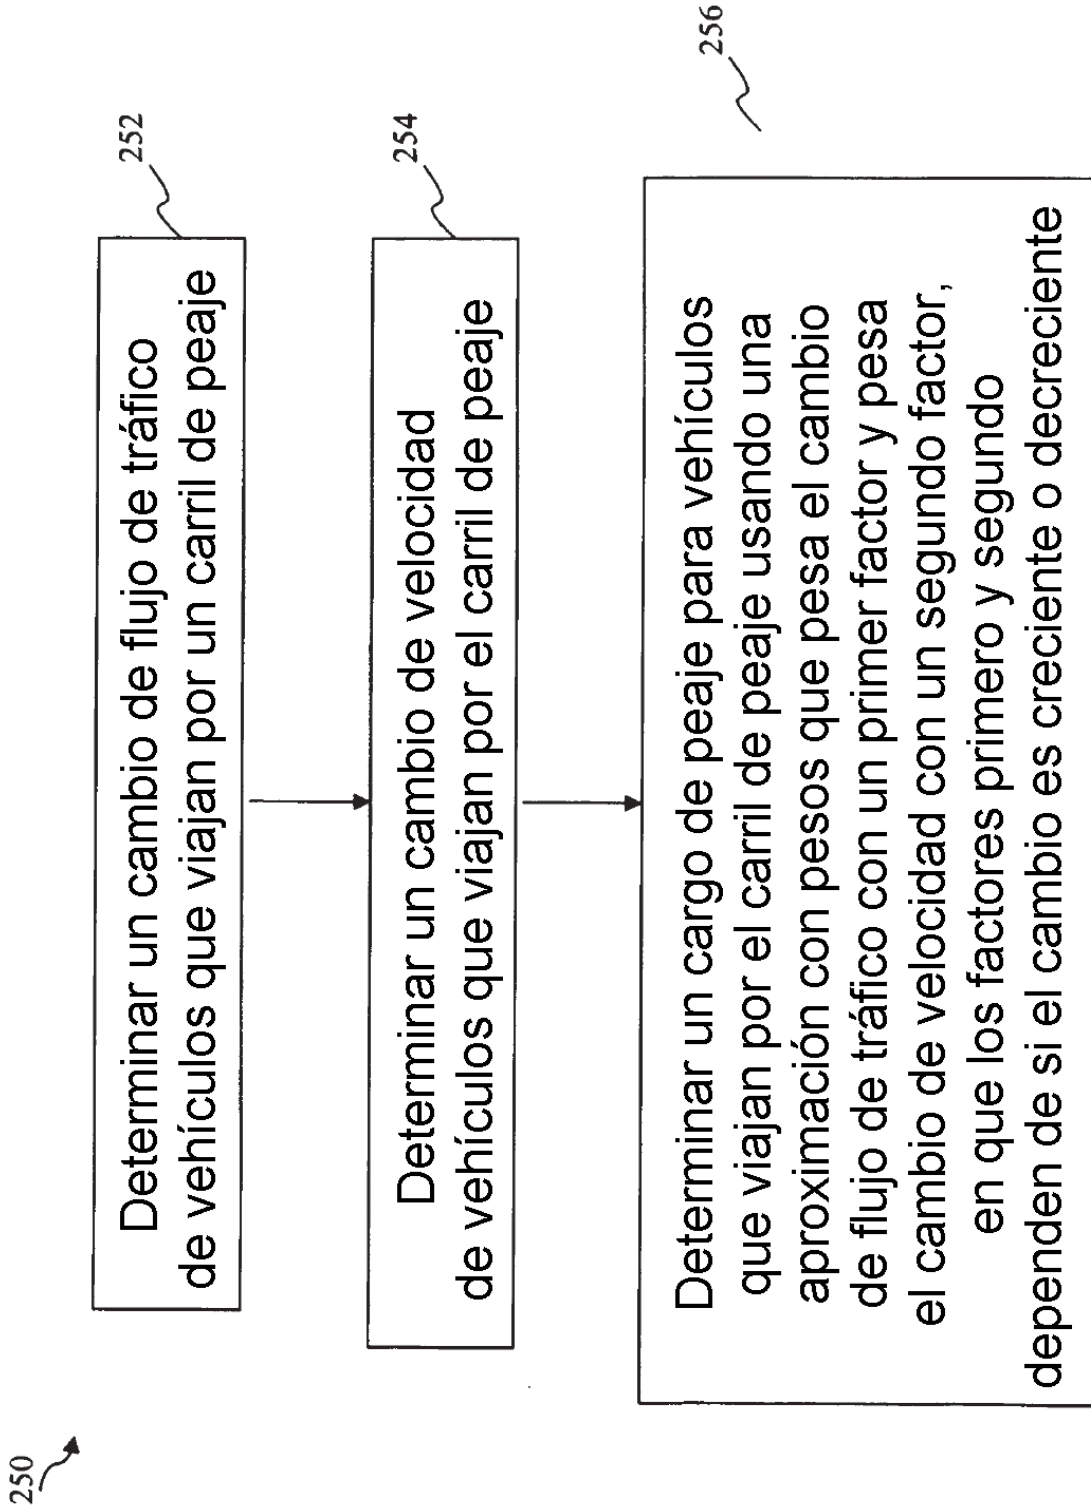 250
252
Determinar un cambio de flujo de tráfico
de vehículos que viajan por un carril de peaje
254
Determinar un cambio de velocidad
de vehículos que viajan por el carril de peaje
256
Determinar un cargo de peaje para vehículos
que viajan por el carril de peaje usando una
aproximación con pesos que pesa el cambio
de flujo de tráfico con un primer factor y pesa
el cambio de velocidad con un segundo factor,
en que los factores primero y segundo
dependen de si el cambio es creciente o decreciente